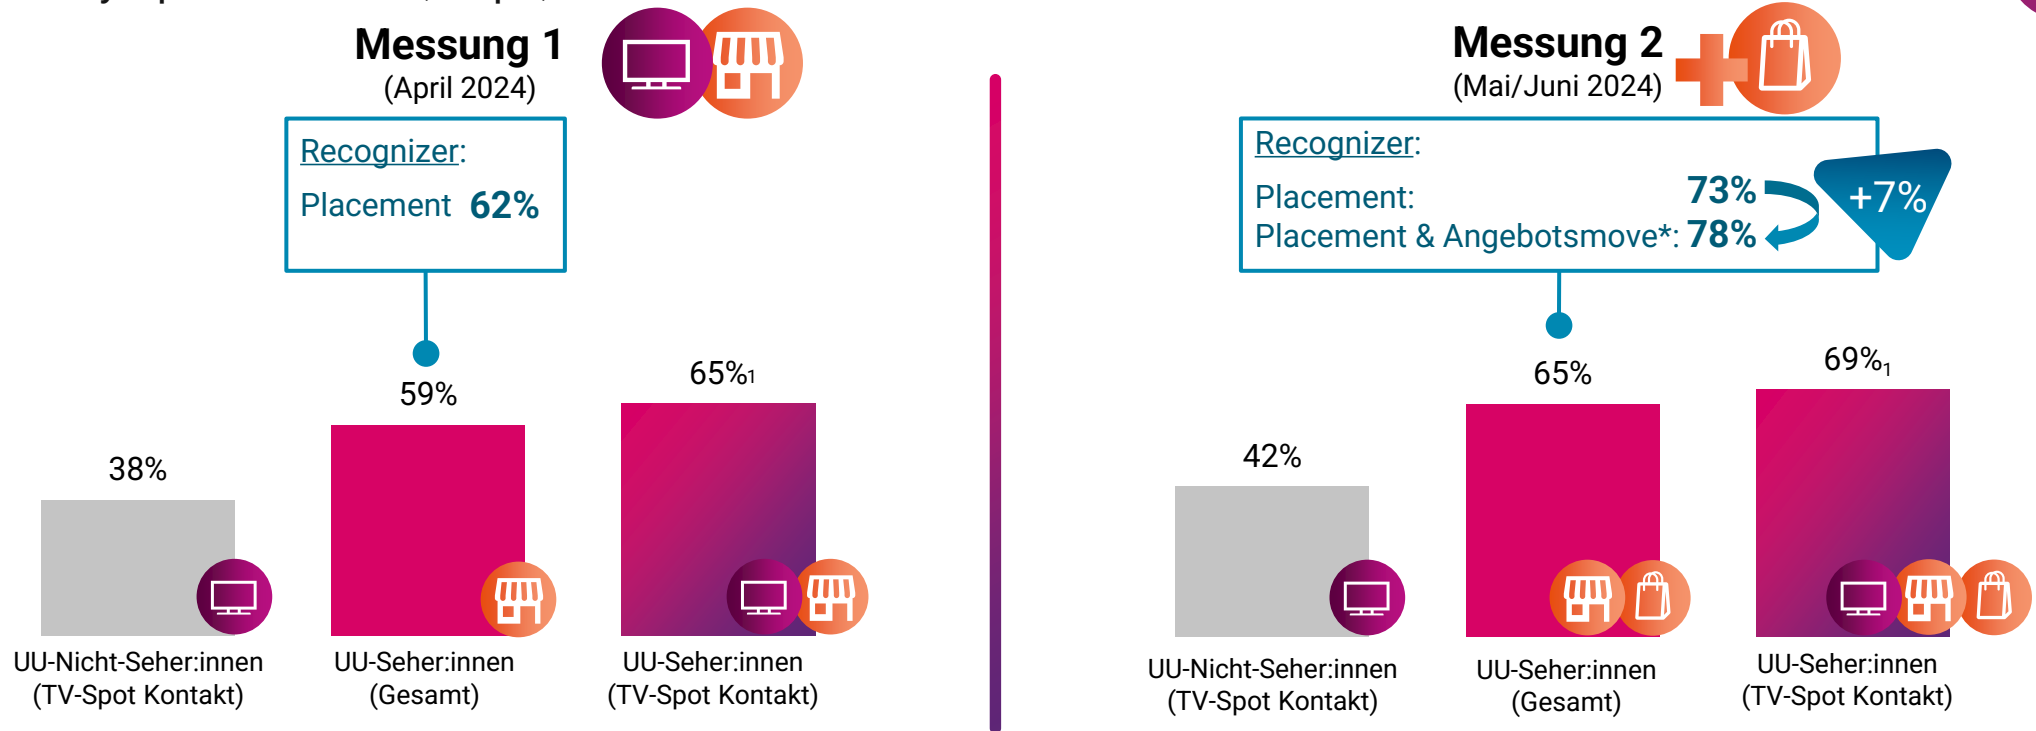 Messung 1
(April 2024)
Recognizer:
Placement 62%
59%
65%1
38%
UU-Nicht-Seher:innen
(TV-Spot Kontakt)
UU-Seher:innen
(Gesamt)
UU-Seher:innen
(TV-Spot Kontakt)
Messung 2
(Mai/Juni 2024)
Recognizer:
Placement: 73%
Placement & Angebotsmove*: 78%
+7%
42%
65%
69%1
UU-Nicht-Seher:innen
(TV-Spot Kontakt)
UU-Seher:innen
(Gesamt)
UU-Seher:innen
(TV-Spot Kontakt)